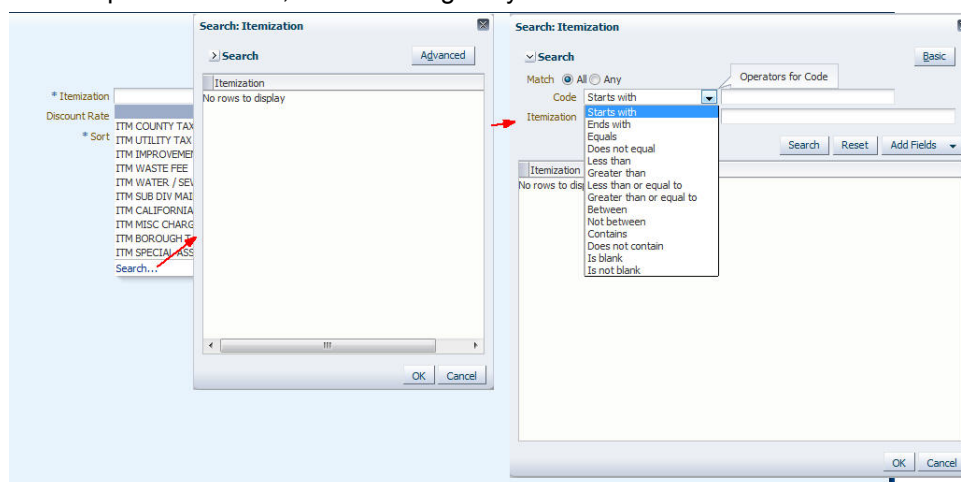 Search: Itemization
Search
Advanced
Itemization
No rows to display
OK
Cancel
* Itemization
Discount Rate
* Sort
ITM COUNTY TAX
ITM UTILITY TAX
ITM IMPROVEME
ITM WASTE FEE
ITM WATER / SE
ITM SUB DIV MAI
ITM CALIFORNIA
ITM MISC CHARG
ITM BOROUGH T
ITM SPECIAL ASS
Search...
Search: Itemization
Search
Basic
Match All Any
Operators for Code
Code Starts with
Itemization
Starts with
Ends with
Equals
Does not equal
Less than
Greater than
Less than or equal to
Greater than or equal to
Between
Not between
Contains
Does not contain
Is blank
Is not blank
Search
Reset
Add Fields
Itemization
No rows to dis
OK
Cancel